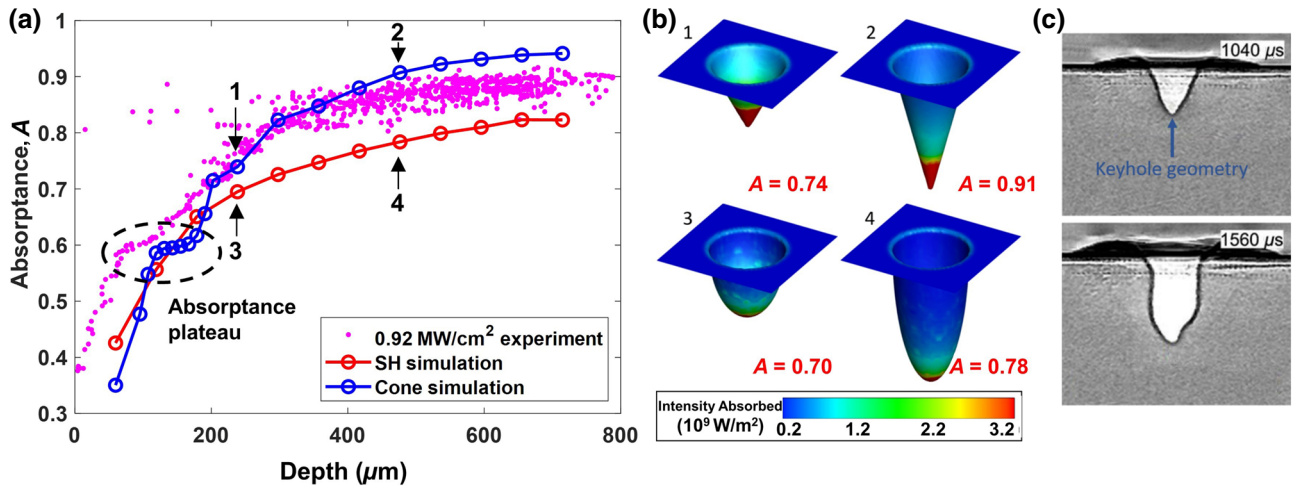 (a)
1
0.9
0.8
0.7
0.6
0.5
0.4
0.3
Absorptance, A
0
200
400
600
800
Depth (μm)
1
2
3
4
Absorptance
plateau
0.92 MW/cm² experiment
SH simulation
Cone simulation
(b)
1
A = 0.74
2
A = 0.91
3
A = 0.70
4
A = 0.78
Intensity Absorbed
(10⁹ W/m²)
0.2
1.2
2.2
3.2
(c)
1040 μs
Keyhole geometry
1560 μs